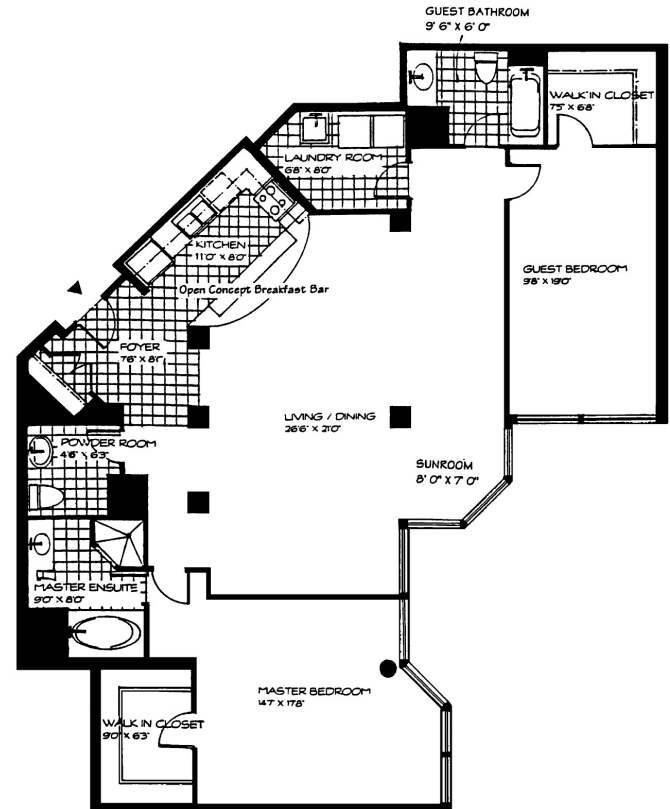 GUEST BATHROOM
9' 6" X 6' 0"
WALK IN CLOSET
7'5" X 6'8"
LAUNDRY ROOM
6'8" X 8'0"
KITCHEN
11'0" X 8'0"
GUEST BEDROOM
9'8" X 19'0"
Open Concept Breakfast Bar
FOYER
7'6" X 8'1"
LIVING / DINING
26'6" X 21'0"
POWDER ROOM
4'6" X 6'3"
SUNROOM
8' 0" X 7' 0"
MASTER ENSUITE
9'0" X 8'0"
MASTER BEDROOM
14'7" X 17'8"
WALK IN CLOSET
9'0" X 6'3"